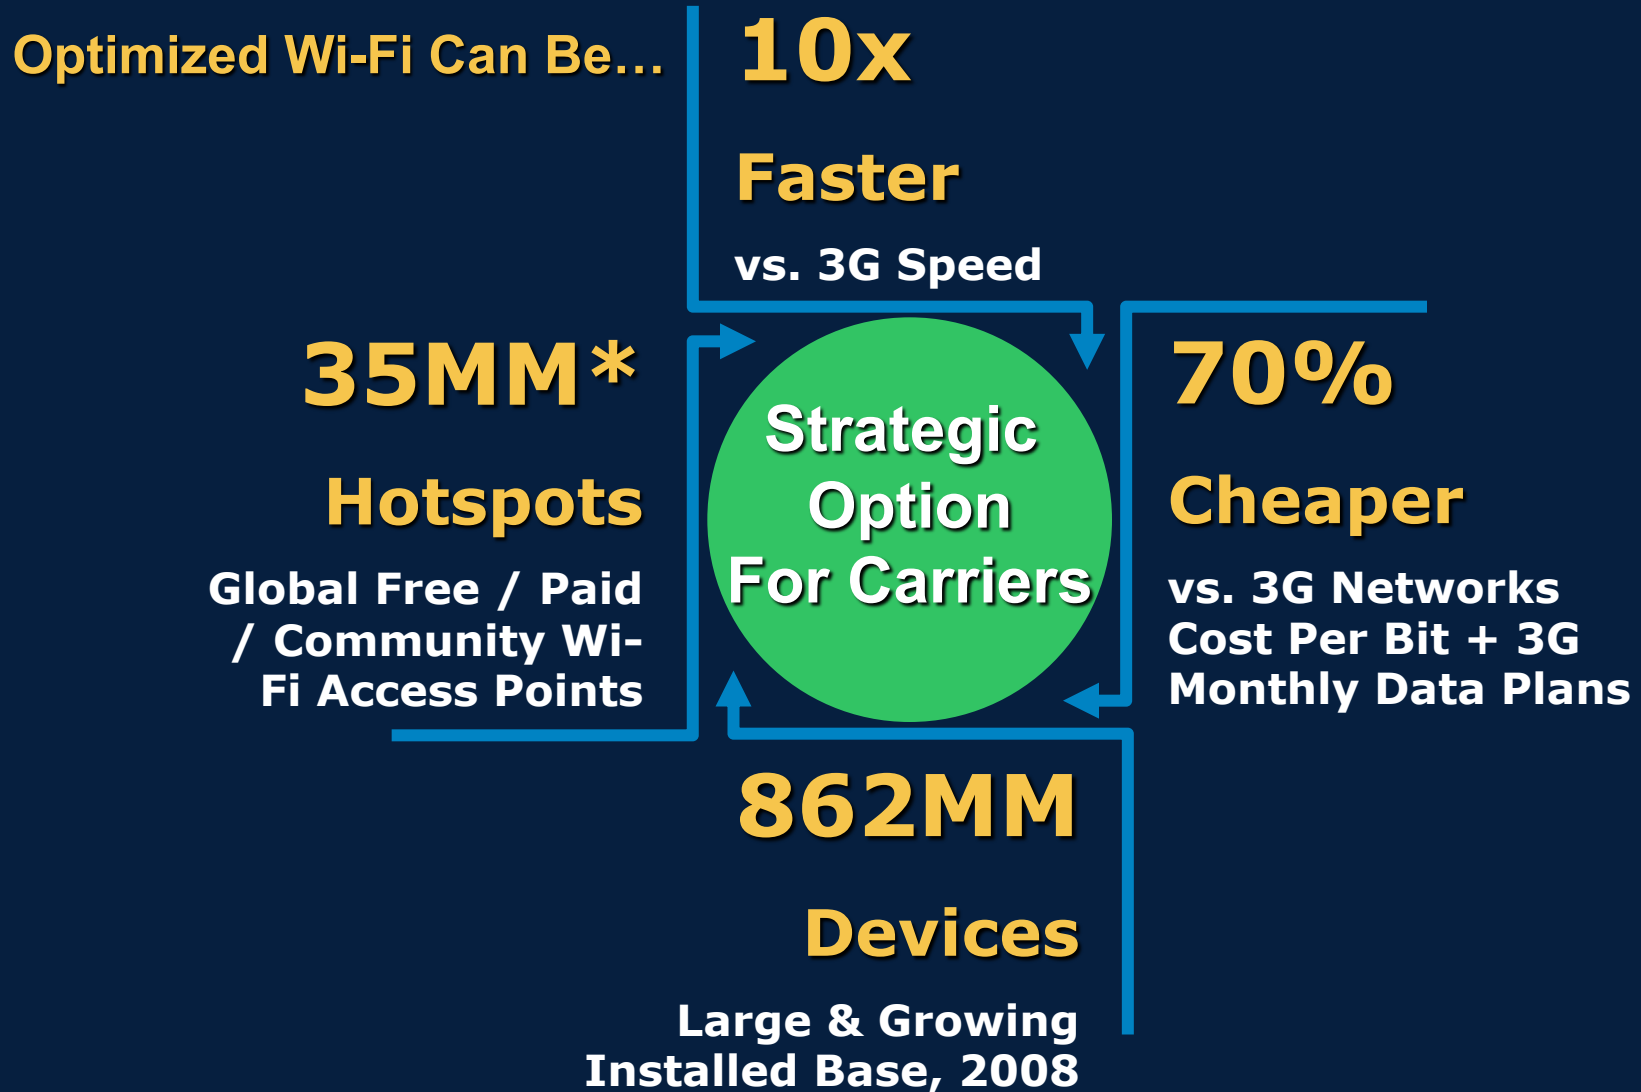 Optimized Wi-Fi Can Be…
10x
Faster
vs. 3G Speed
35MM*
Hotspots
Global Free / Paid
/ Community Wi-
Fi Access Points
Strategic
Option
For Carriers
70%
Cheaper
vs. 3G Networks
Cost Per Bit + 3G
Monthly Data Plans
862MM
Devices
Large & Growing
Installed Base, 2008